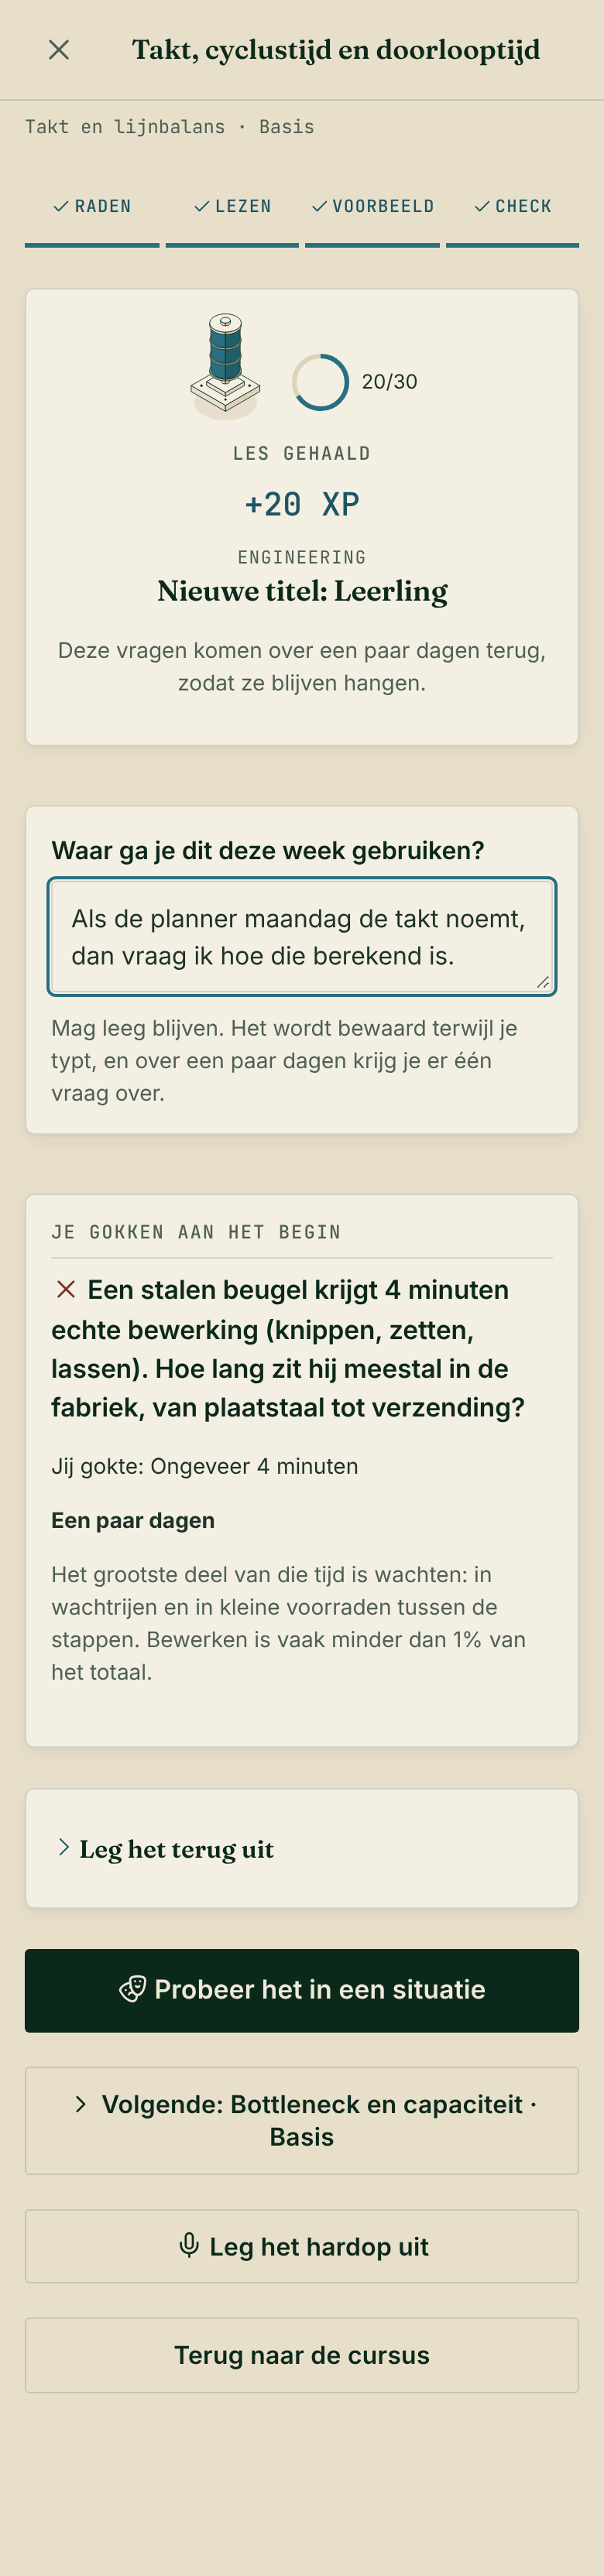 Takt, cyclustijd en doorlooptijd
Takt en lijnbalans · Basis
RADEN
LEZEN
VOORBEELD
CHECK
20/30
LES GEHAALD
+20 XP
ENGINEERING
Nieuwe titel: Leerling
Deze vragen komen over een paar dagen terug,
zodat ze blijven hangen.
Waar ga je dit deze week gebruiken?
Als de planner maandag de takt noemt,
dan vraag ik hoe die berekend is.
Mag leeg blijven. Het wordt bewaard terwijl je
typt, en over een paar dagen krijg je er één
vraag over.
JE GOKKEN AAN HET BEGIN
Een stalen beugel krijgt 4 minuten
echte bewerking (knippen, zetten,
lassen). Hoe lang zit hij meestal in de
fabriek, van plaatstaal tot verzending?
Jij gokte: Ongeveer 4 minuten
Een paar dagen
Het grootste deel van die tijd is wachten: in
wachtrijen en in kleine voorraden tussen de
stappen. Bewerken is vaak minder dan 1% van
het totaal.
Leg het terug uit
Probeer het in een situatie
Volgende: Bottleneck en capaciteit ·
Basis
Leg het hardop uit
Terug naar de cursus